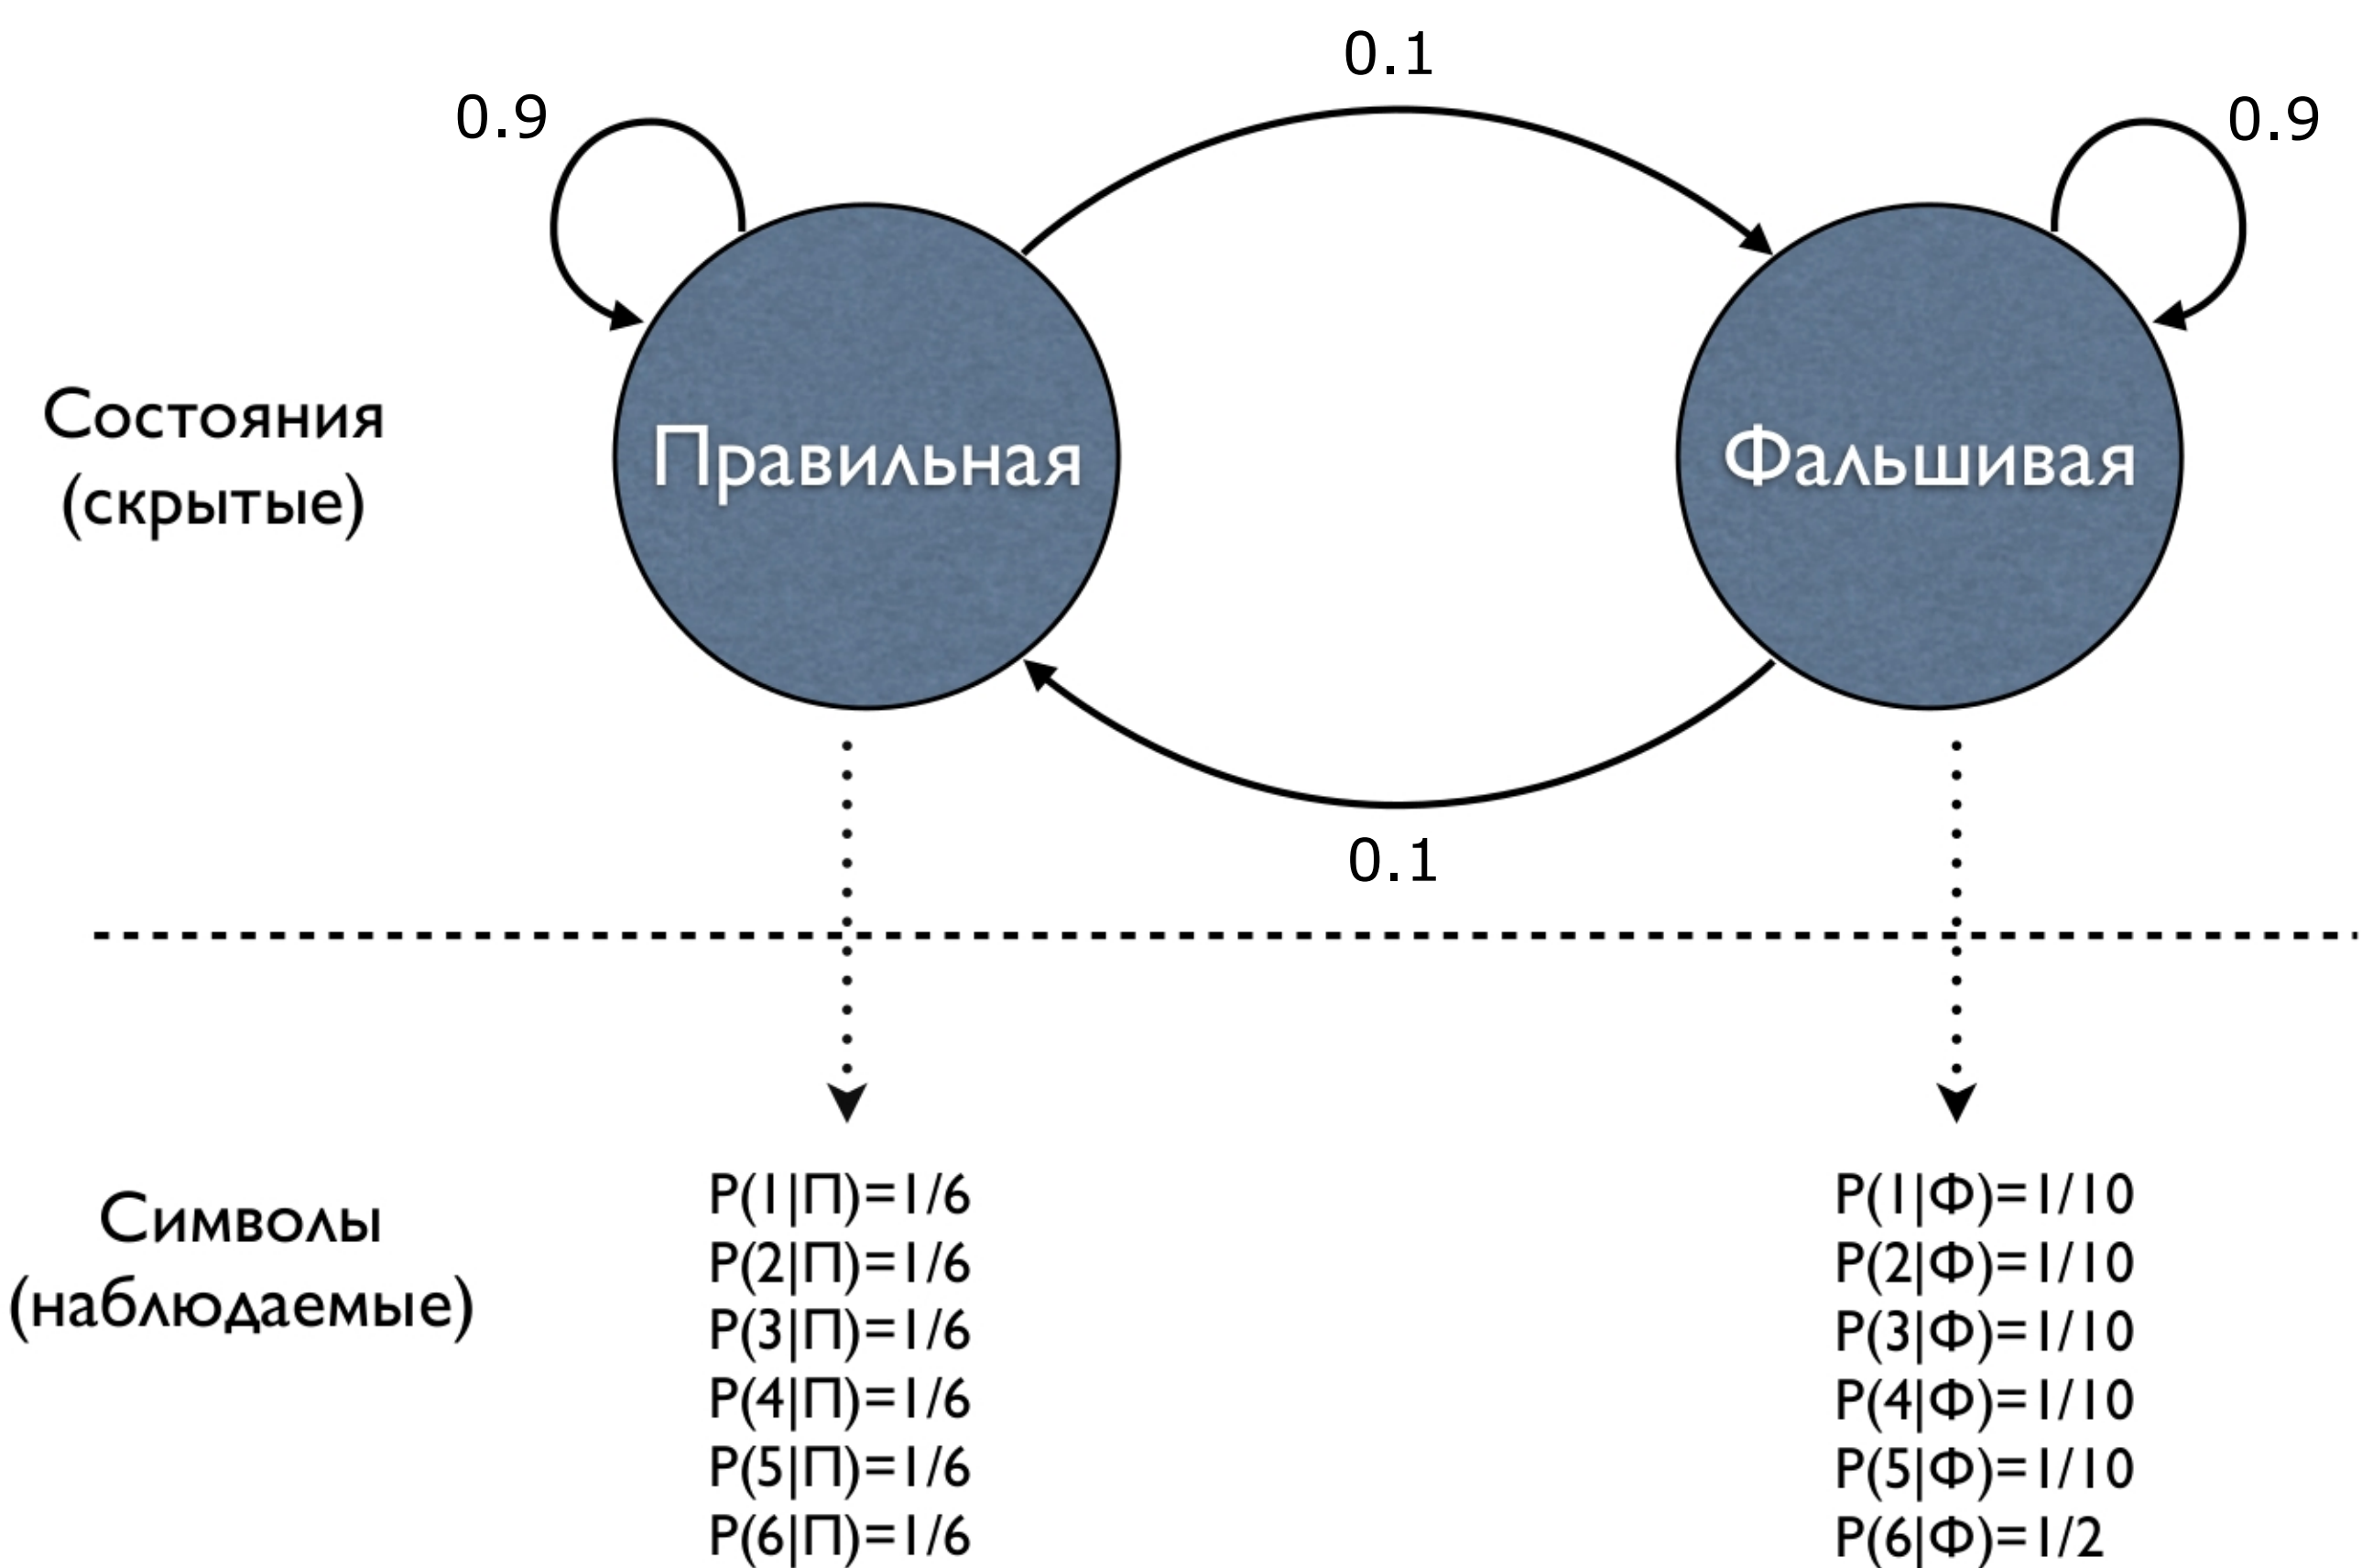 0.1
0.9
0.9
Состояния
(скрытые)
Правильная
Фальшивая
0.1
Символы
(наблюдаемые)
P(1|П)=1/6
P(2|П)=1/6
P(3|П)=1/6
P(4|П)=1/6
P(5|П)=1/6
P(6|П)=1/6
P(1|Ф)=1/10
P(2|Ф)=1/10
P(3|Ф)=1/10
P(4|Ф)=1/10
P(5|Ф)=1/10
P(6|Ф)=1/2